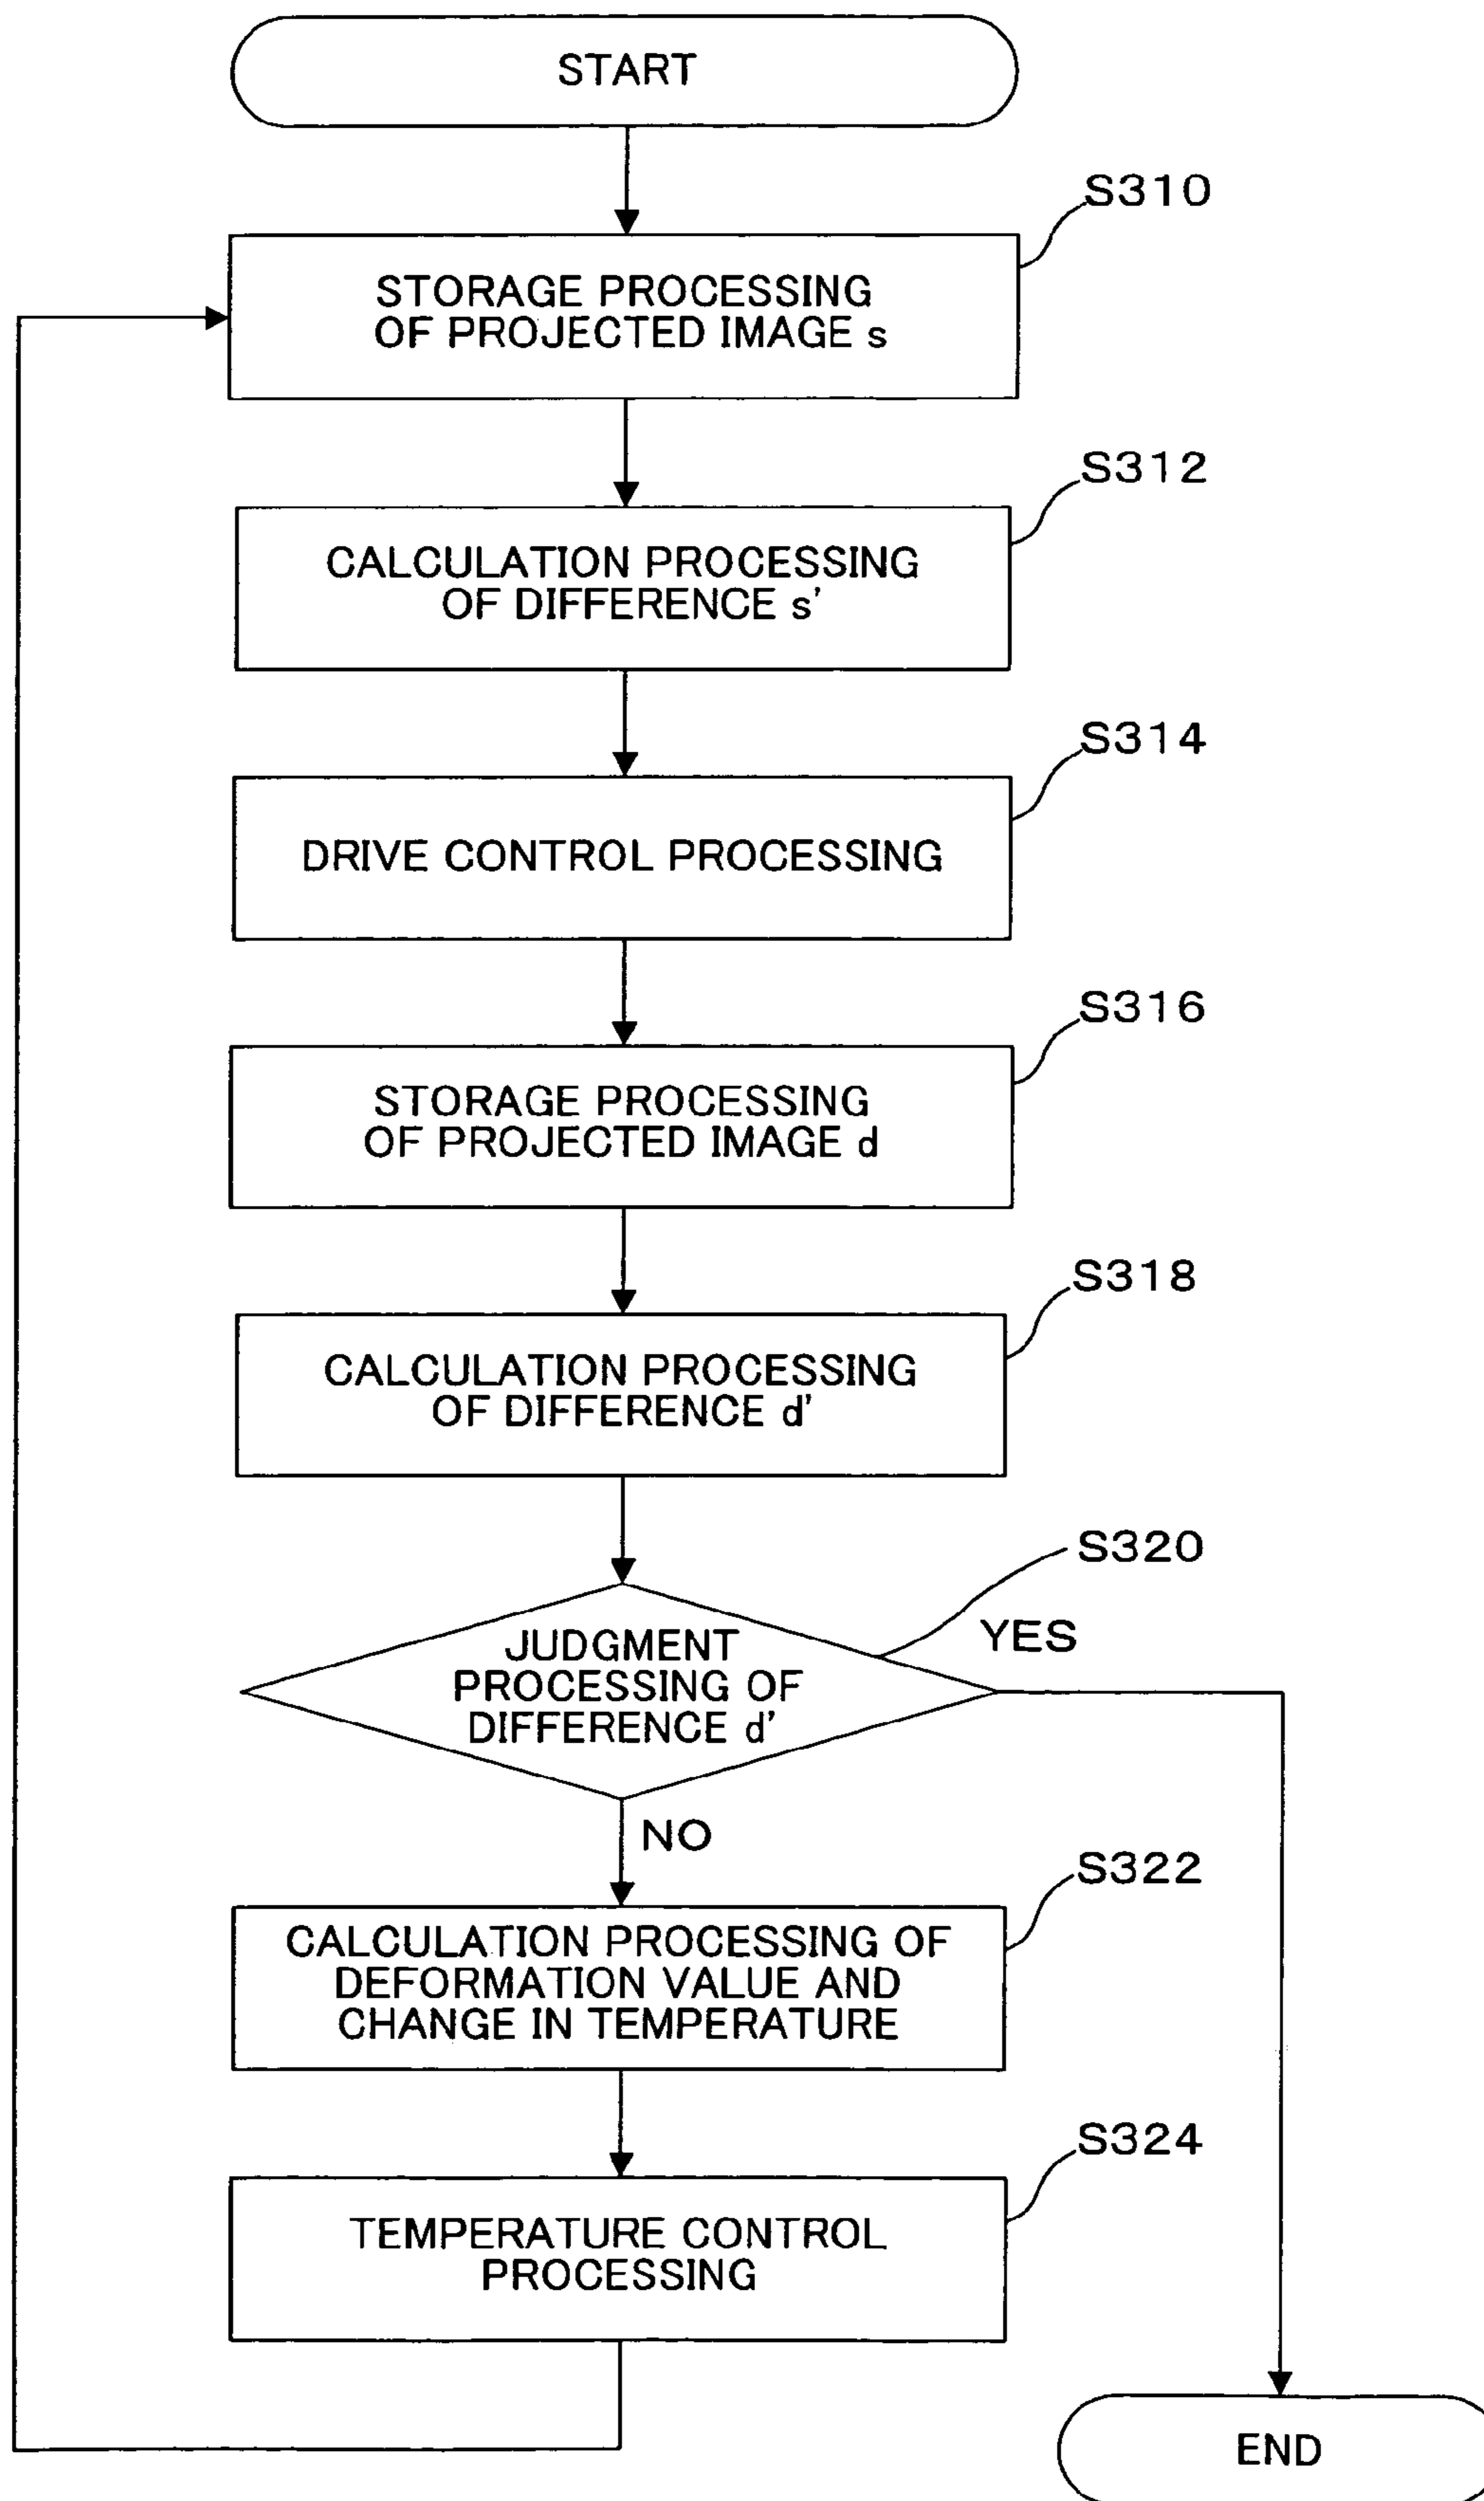 START
S310
STORAGE PROCESSING
OF PROJECTED IMAGE s
S312
CALCULATION PROCESSING
OF DIFFERENCE s'
S314
DRIVE CONTROL PROCESSING
S316
STORAGE PROCESSING
OF PROJECTED IMAGE d
S318
CALCULATION PROCESSING
OF DIFFERENCE d'
S320
YES
JUDGMENT
PROCESSING OF
DIFFERENCE d'
NO
S322
CALCULATION PROCESSING OF
DEFORMATION VALUE AND
CHANGE IN TEMPERATURE
S324
TEMPERATURE CONTROL
PROCESSING
END